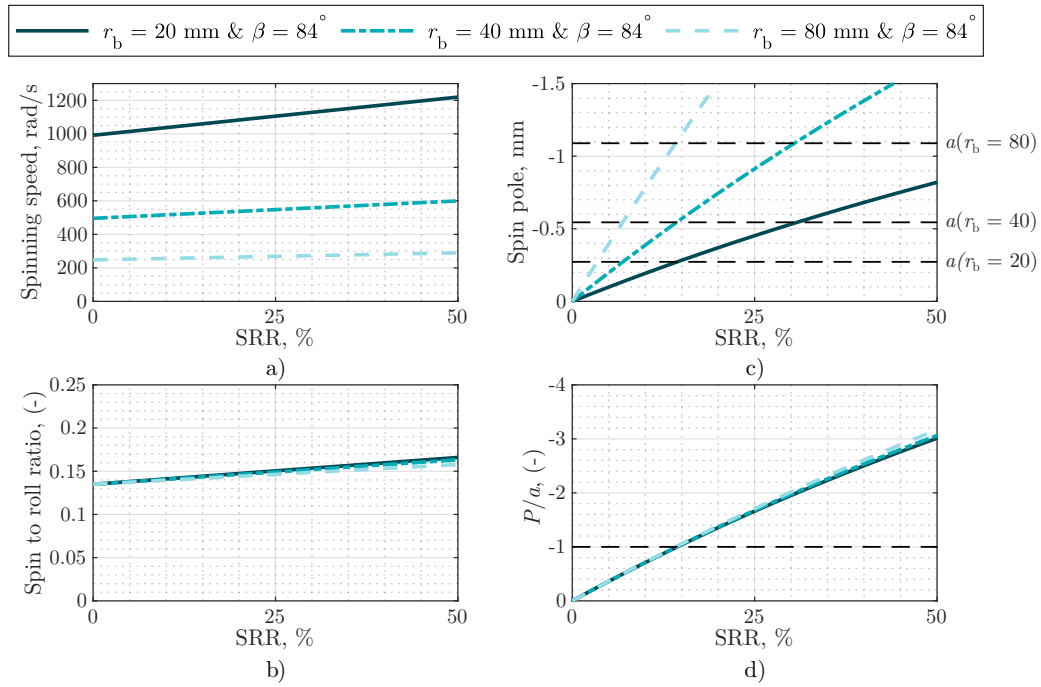 r_b = 20 mm & β = 84° r_b = 40 mm & β = 84° r_b = 80 mm & β = 84°
Spinning speed, rad/s
1200
1000
800
600
400
200
0
0 25 50
SRR, %
a)
Spin pole, mm
-1.5
-1
-0.5
0
a(r_b = 80)
a(r_b = 40)
a(r_b = 20)
0 25 50
SRR, %
c)
Spin to roll ratio, (-)
0.25
0.2
0.15
0.1
0.05
0
0 25 50
SRR, %
b)
P/a, (-)
-4
-3
-2
-1
0
0 25 50
SRR, %
d)